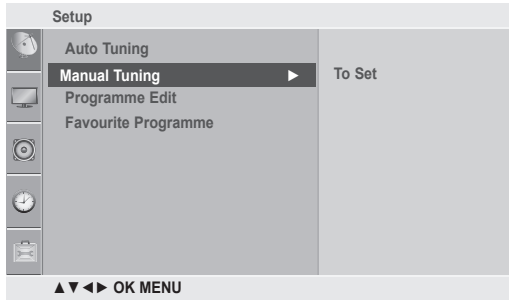 Setup
Auto Tuning
Manual Tuning ▶ To Set
Programme Edit
Favourite Programme
▲▼◄► OK MENU